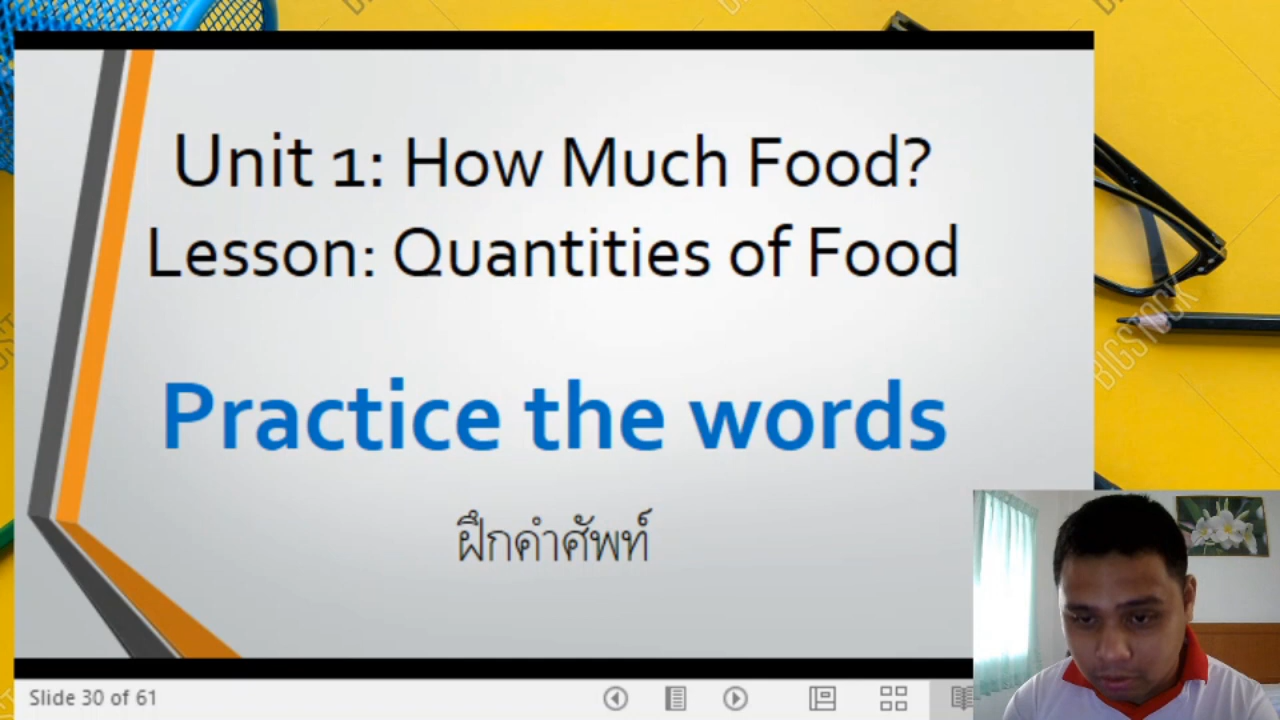 Unit 1: How Much Food?
Lesson: Quantities of Food
Practice the words
ฝึกคำศัพท์
Slide 30 of 61
BIGSTOCK